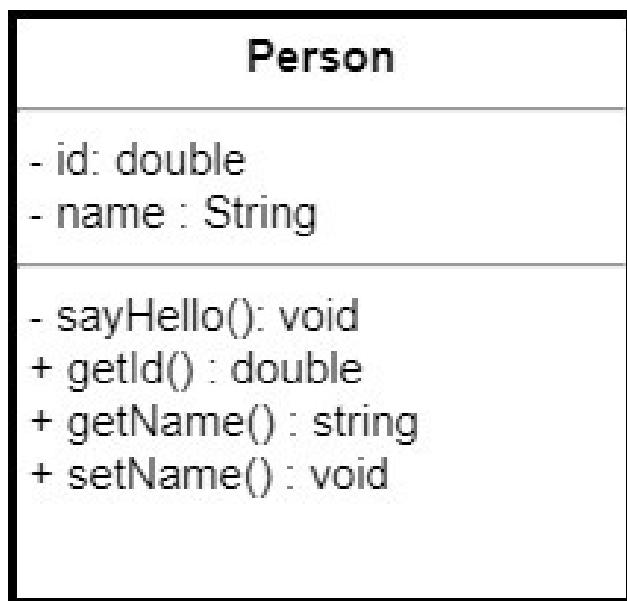 Person
- id: double
- name : String
- sayHello(): void
+ getId() : double
+ getName() : string
+ setName() : void